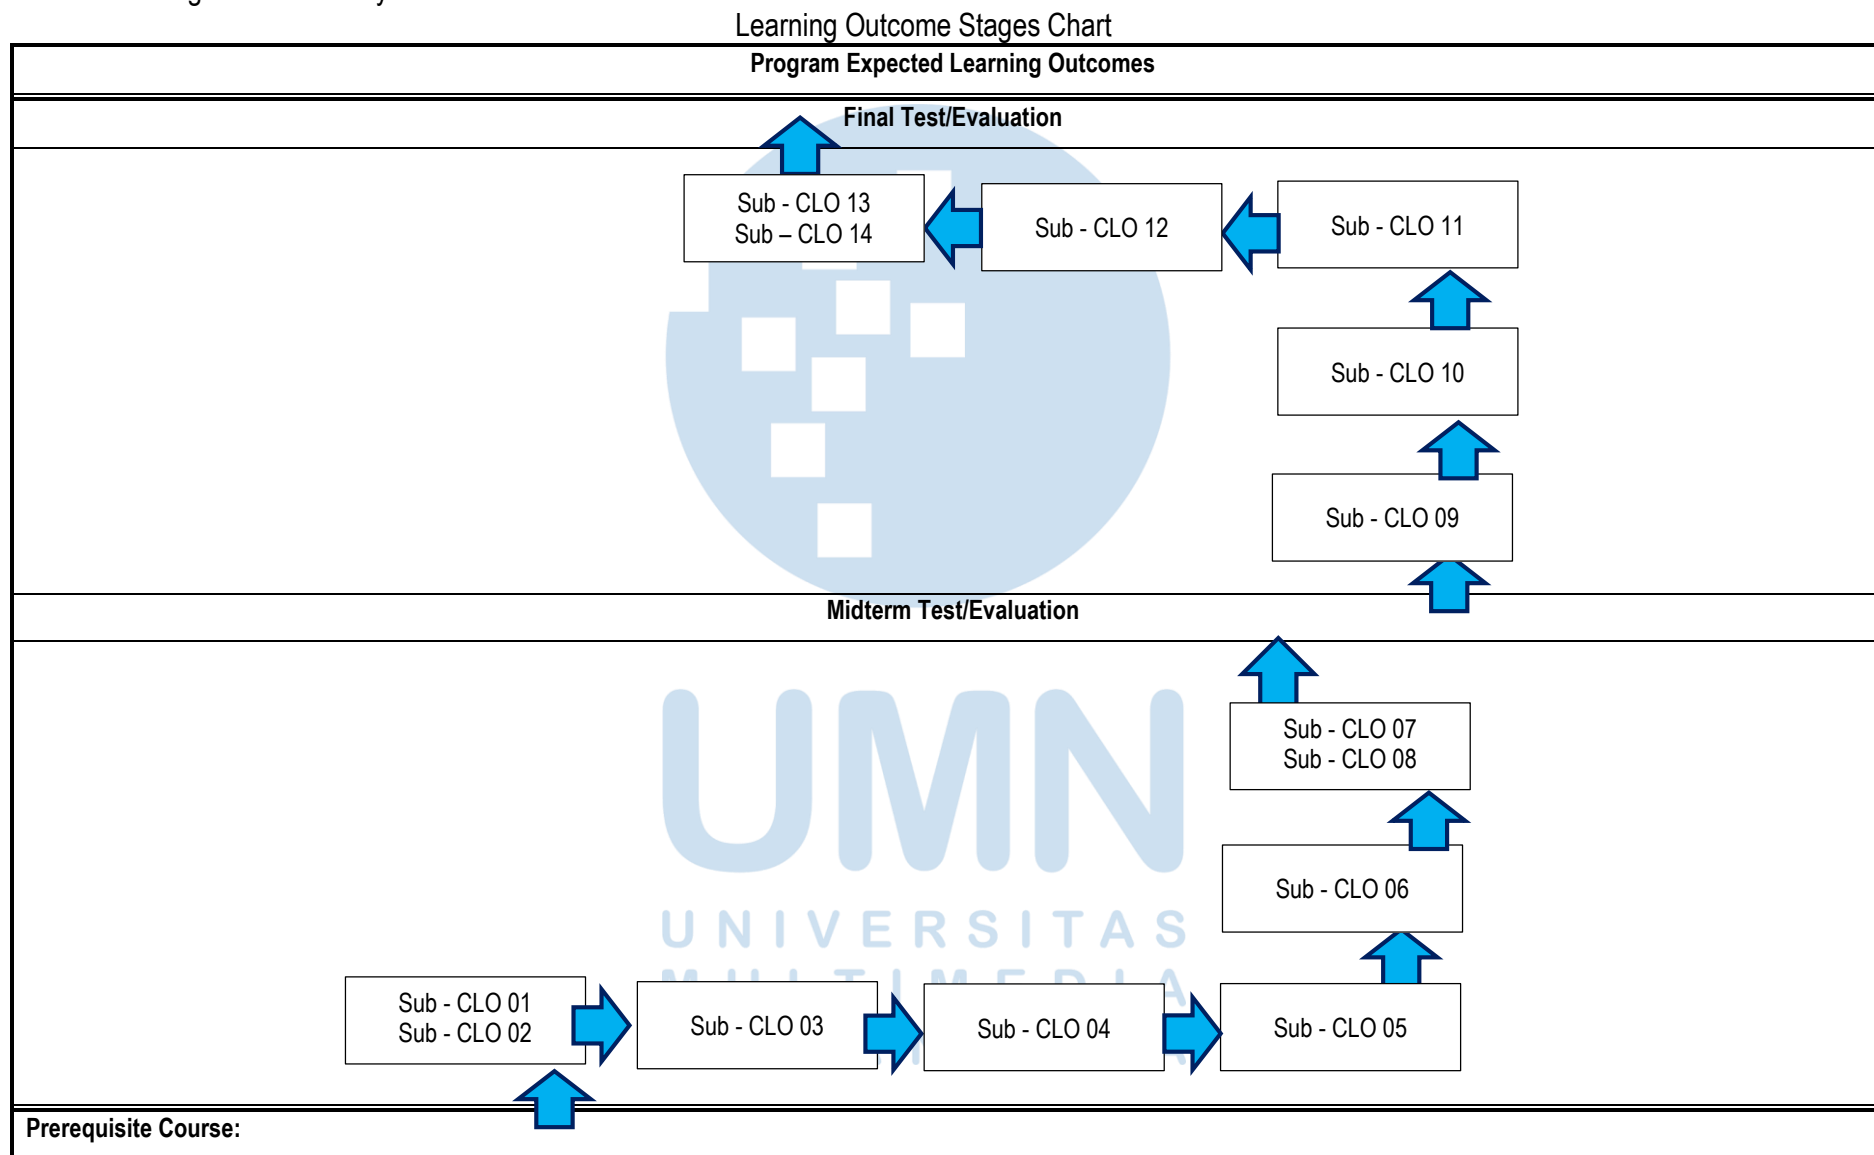 Learning Outcome Stages Chart
Program Expected Learning Outcomes
Final Test/Evaluation
Sub - CLO 13
Sub – CLO 14
Sub - CLO 12
Sub - CLO 11
Sub - CLO 10
Sub - CLO 09
Midterm Test/Evaluation
Sub - CLO 07
Sub - CLO 08
UMN
Sub - CLO 06
UNIVERSITAS
MULTIMEDIA
Sub - CLO 01
Sub - CLO 02
Sub - CLO 03
Sub - CLO 04
Sub - CLO 05
Prerequisite Course: